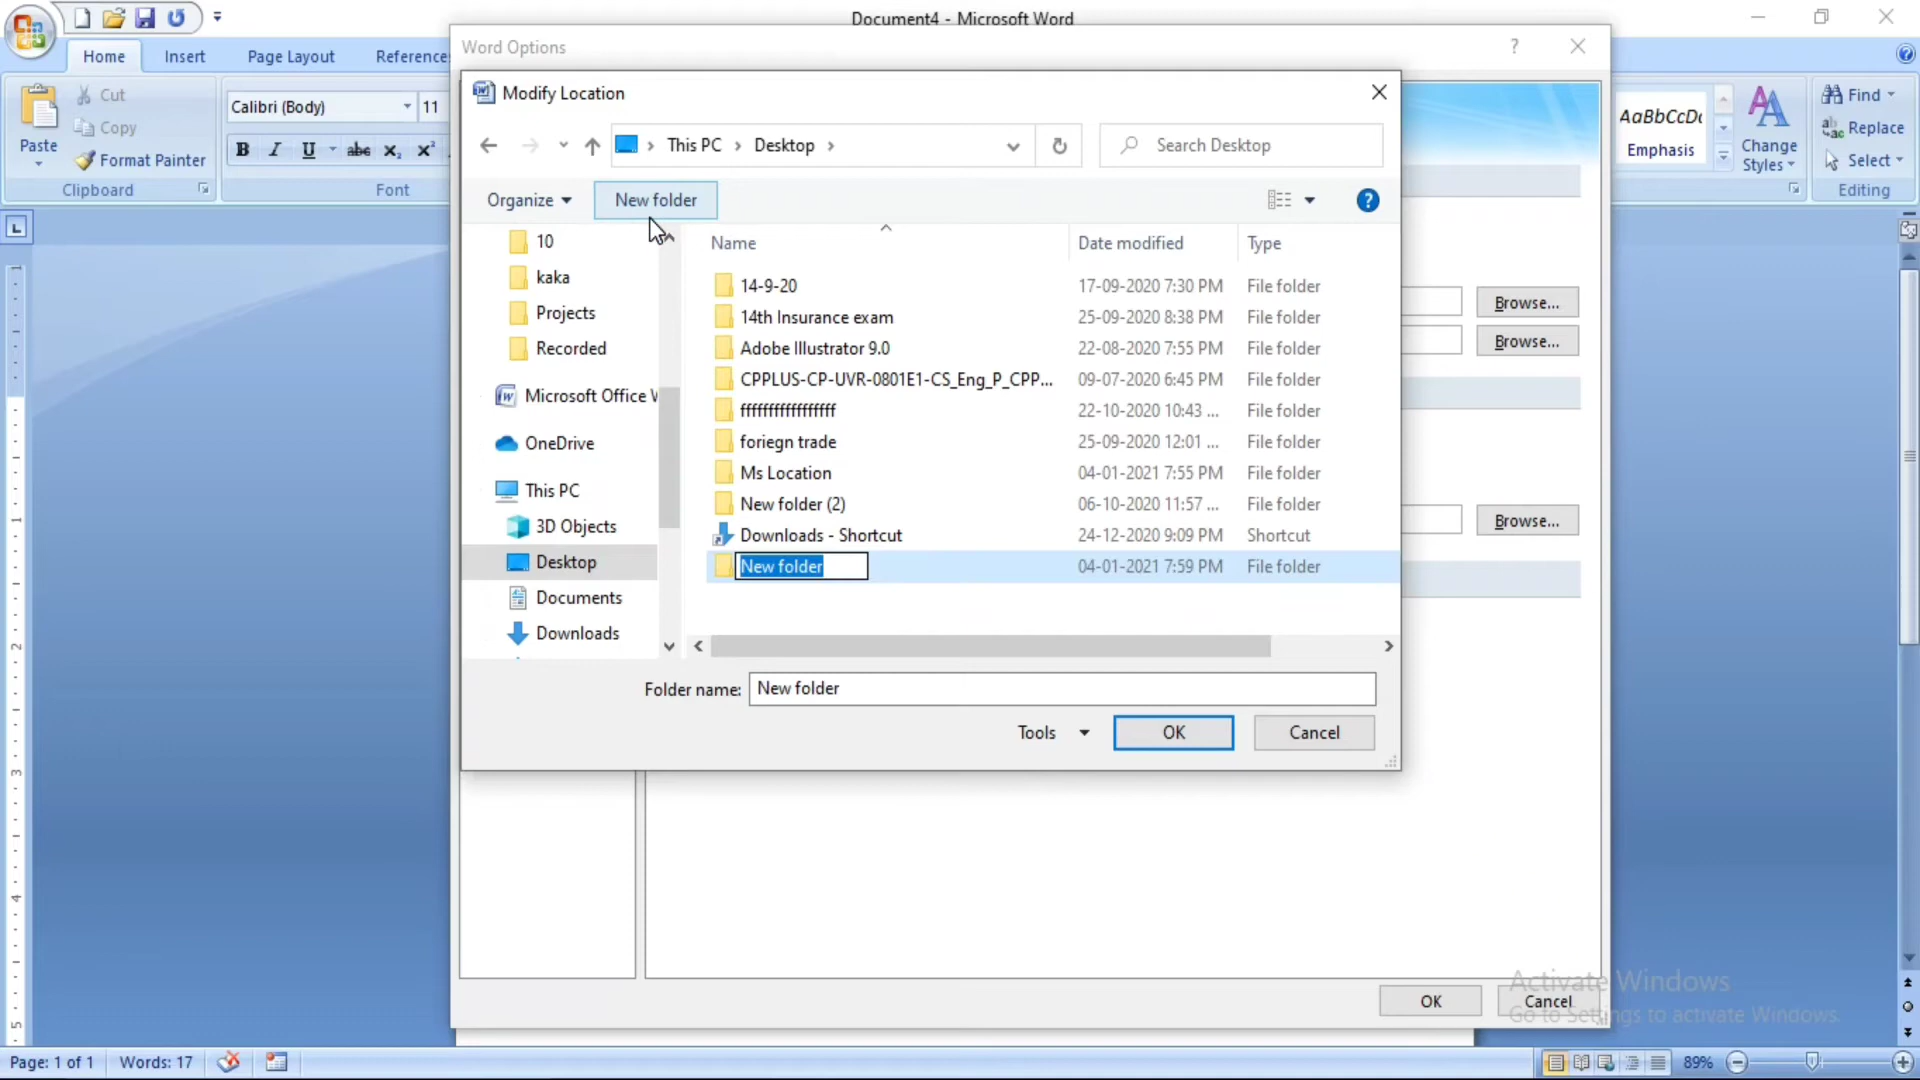 Document4 - Microsoft Word
Home Insert Page Layout Reference
Paste
Cut
Copy
Format Painter
Clipboard
Calibri (Body) 11
B I U abc x₂ x²
Font
Word Options ?
Modify Location
This PC › Desktop ›
Search Desktop
Organize New folder
Name Date modified Type
10
kaka
Projects
Recorded
Microsoft Office W
OneDrive
This PC
3D Objects
Desktop
Documents
Downloads
14-9-20 17-09-2020 7:30 PM File folder
14th Insurance exam 25-09-2020 8:38 PM File folder
Adobe Illustrator 9.0 22-08-2020 7:55 PM File folder
CPPLUS-CP-UVR-0801E1-CS_Eng_P_CPP... 09-07-2020 6:45 PM File folder
ffffffffffffffffff 22-10-2020 10:43 ... File folder
foriegn trade 25-09-2020 12:01 ... File folder
Ms Location 04-01-2021 7:55 PM File folder
New folder (2) 06-10-2020 11:57 ... File folder
Downloads - Shortcut 24-12-2020 9:09 PM Shortcut
New folder 04-01-2021 7:59 PM File folder
Folder name: New folder
Tools OK Cancel
Browse...
Browse...
Browse...
OK Cancel
AaBbCcDc
Emphasis
Change
Styles
Find
Replace
Select
Editing
Activate Windows
Go to Settings to activate Windows.
Page: 1 of 1 Words: 17 89%